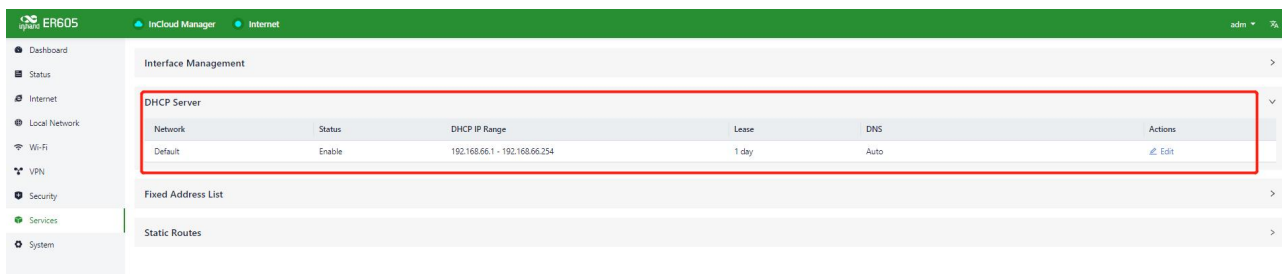 inhand ER605 InCloud Manager Internet adm
Dashboard
Status
Internet
Local Network
Wi-Fi
VPN
Security
Services
System
Interface Management
DHCP Server
Network Status DHCP IP Range Lease DNS Actions
Default Enable 192.168.66.1 - 192.168.66.254 1 day Auto Edit
Fixed Address List
Static Routes